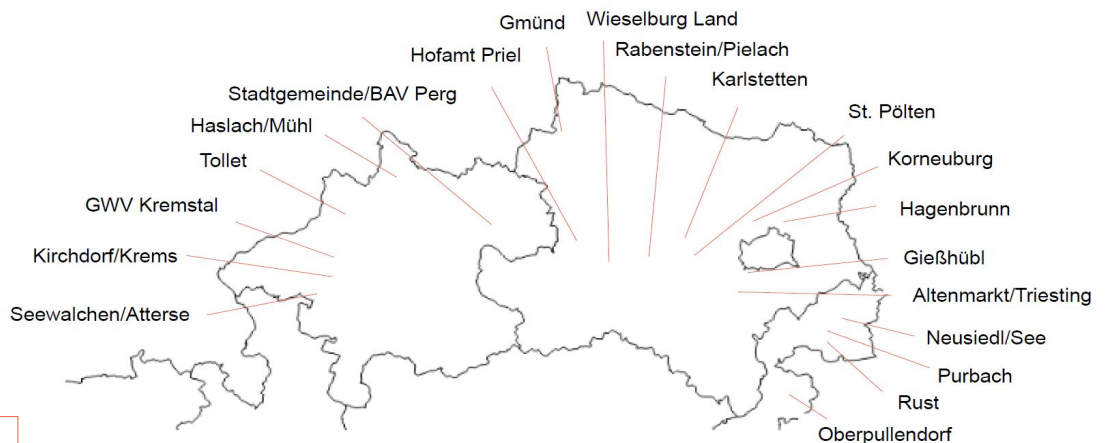 Gmünd
Wieselburg Land
Hofamt Priel
Rabenstein/Pielach
Karlstetten
Stadtgemeinde/BAV Perg
St. Pölten
Haslach/Mühl
Korneuburg
Tollet
Hagenbrunn
GWV Kremstal
Kirchdorf/Krems
Gießhübl
Seewalchen/Atterse
Altenmarkt/Triesting
Neusiedl/See
Purbach
Rust
Oberpullendorf